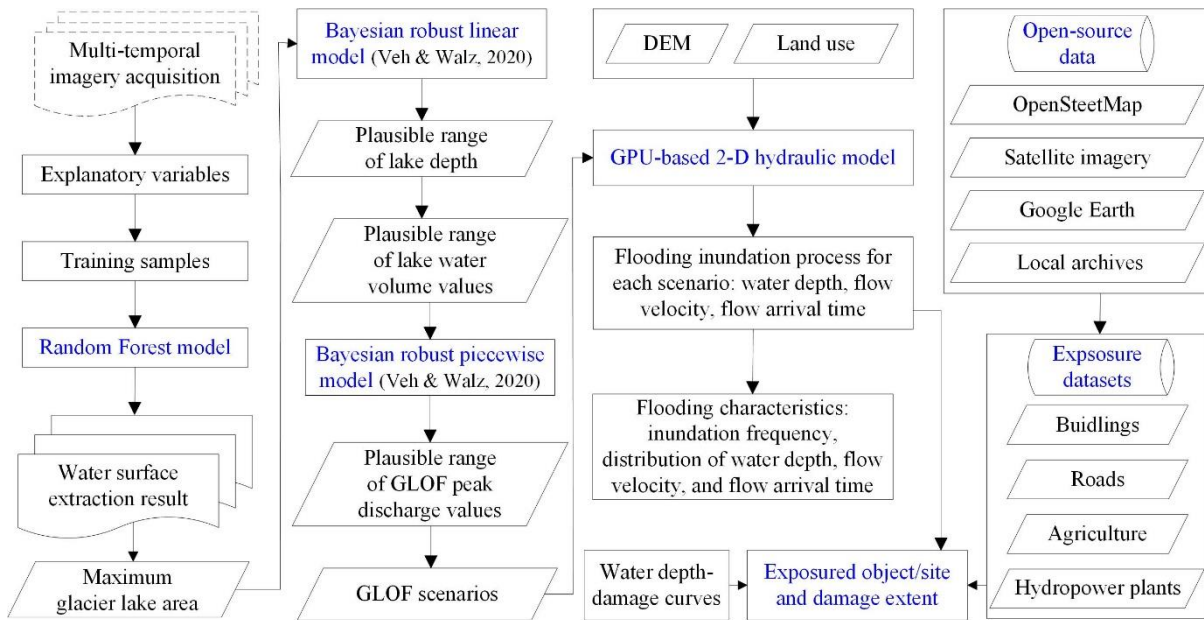 Multi-temporal
imagery acquisition
Explanatory variables
Training samples
Random Forest model
Water surface
extraction result
Maximum
glacier lake area
Bayesian robust linear
model (Veh & Walz, 2020)
Plausible range
of lake depth
Plausible range
of lake water
volume values
Bayesian robust piecewise
model (Veh & Walz, 2020)
Plausible range
of GLOF peak
discharge values
GLOF scenarios
DEM
Land use
GPU-based 2-D hydraulic model
Flooding inundation process for
each scenario: water depth, flow
velocity, flow arrival time
Flooding characteristics:
inundation frequency,
distribution of water depth, flow
velocity, and flow arrival time
Water depth-
damage curves
Exposured object/site
and damage extent
Open-source
data
OpenSteetMap
Satellite imagery
Google Earth
Local archives
Expsosure
datasets
Buidlings
Roads
Agriculture
Hydropower plants